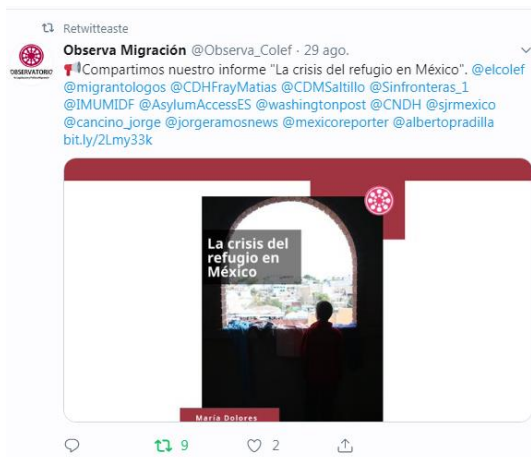 Retwitteaste
Observa Migración @Observa_Colef · 29 ago.
OBSERVATORIO
Compartimos nuestro informe "La crisis del refugio en México". @elcolef
@migrantologos @CDHFrayMatias @CDMSaltillo @Sinfronteras_1
@IMUMIDF @AsylumAccessES @washingtonpost @CNDH @sjrmexico
@cancino_jorge @jorgeramosnews @mexicoreporter @albertopradilla
bit.ly/2Lmy33k
La crisis del
refugio en
México
María Dolores
9
2